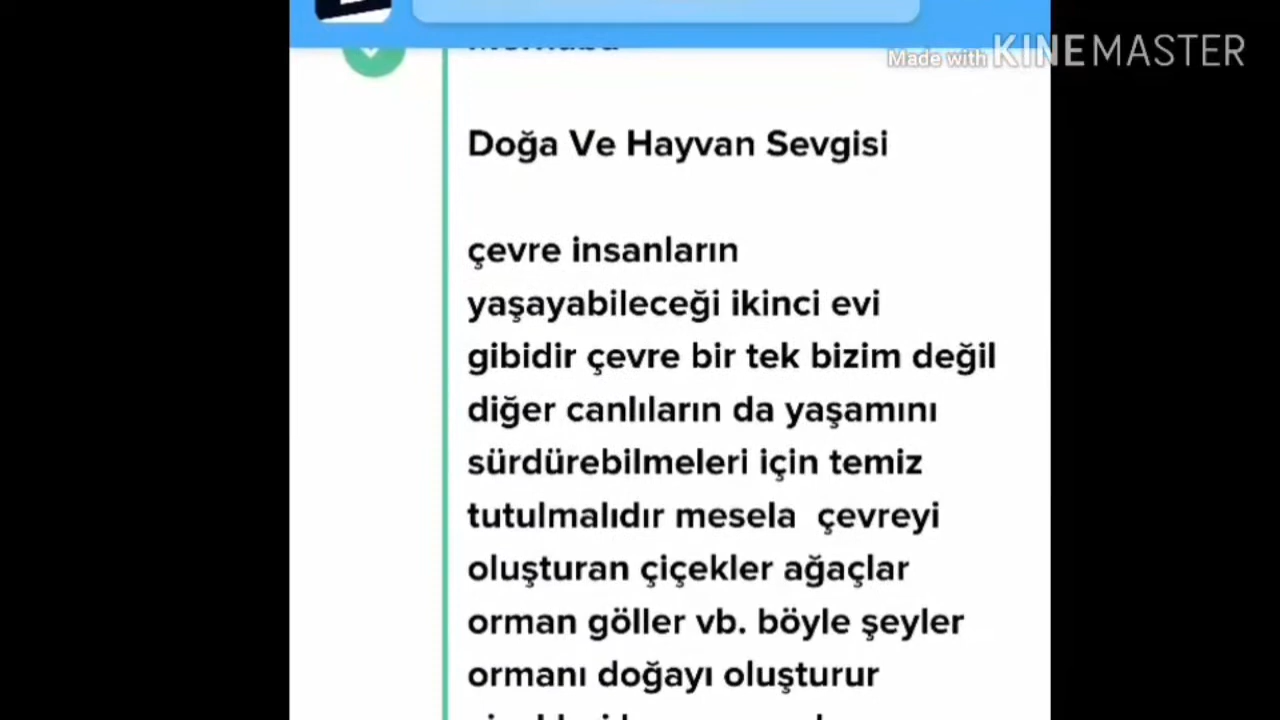 Made with KINEMASTER
Doğa Ve Hayvan Sevgisi
çevre insanların
yaşayabileceği ikinci evi
gibidir çevre bir tek bizim değil
diğer canlıların da yaşamını
sürdürebilmeleri için temiz
tutulmalıdır mesela  çevreyi
oluşturan çiçekler ağaçlar
orman göller vb. böyle şeyler
ormanı doğayı oluşturur